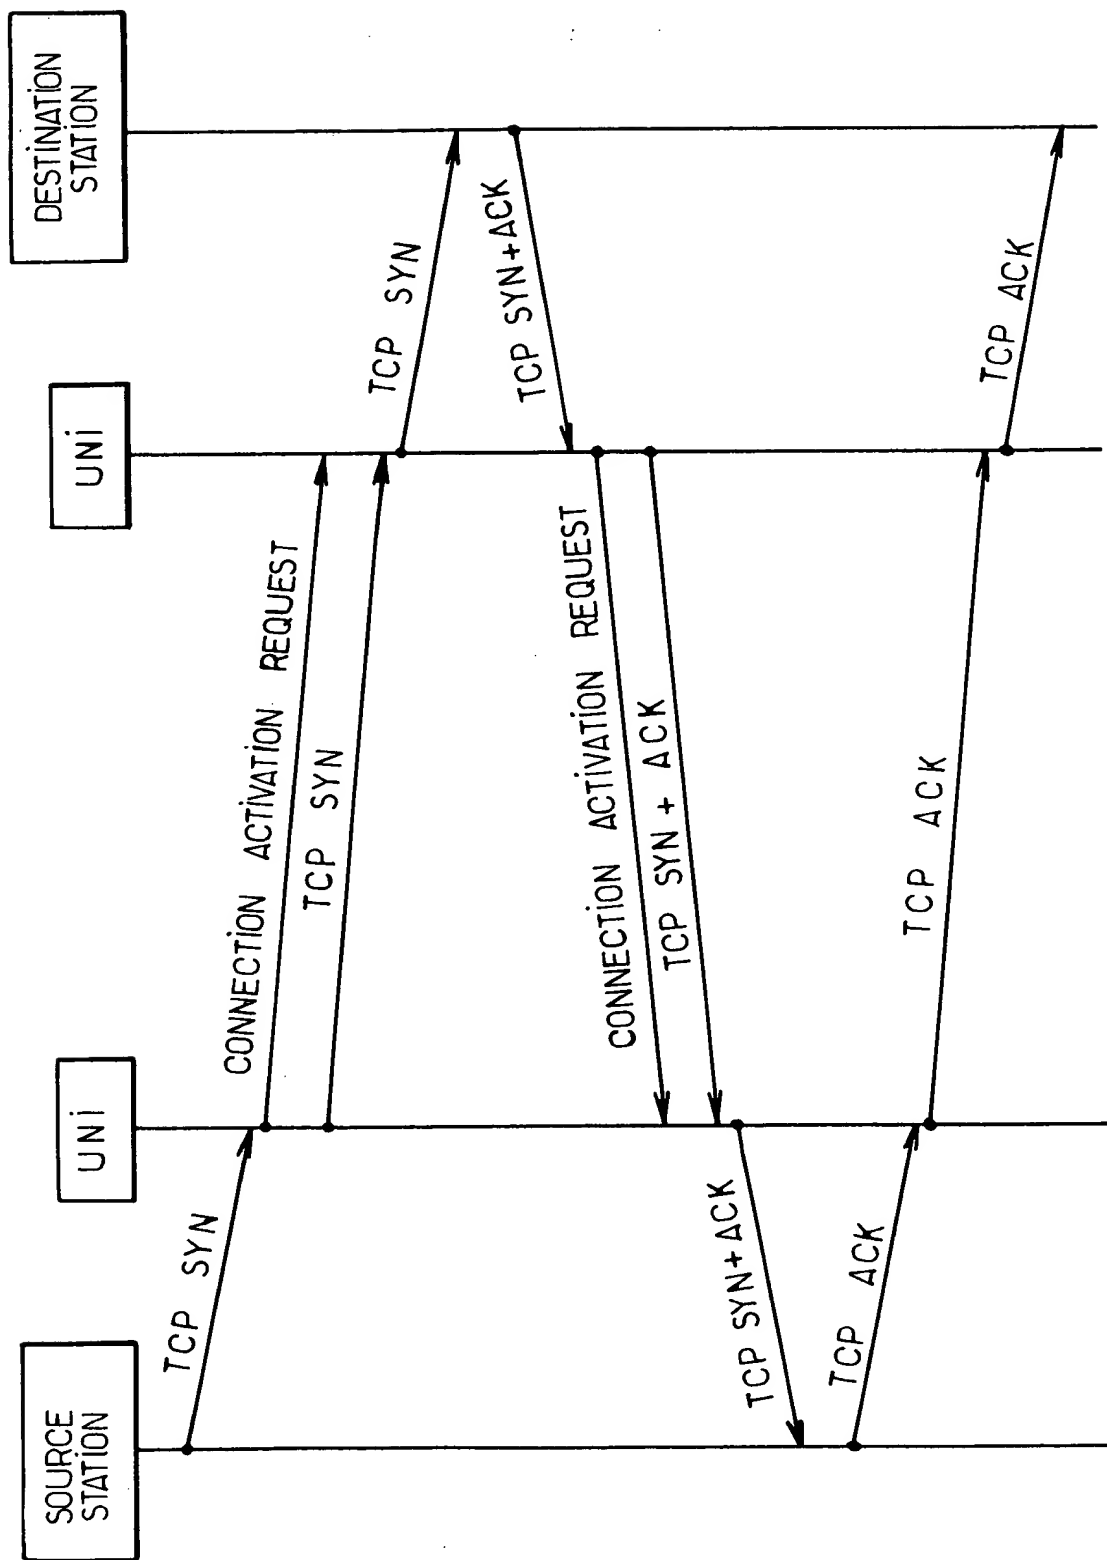 SOURCE
STATION
UNI
UNI
DESTINATION
STATION
TCP SYN
CONNECTION ACTIVATION REQUEST
TCP SYN
TCP SYN
TCP SYN+ACK
CONNECTION ACTIVATION REQUEST
TCP SYN + ACK
TCP SYN+ACK
TCP ACK
TCP ACK
TCP ACK